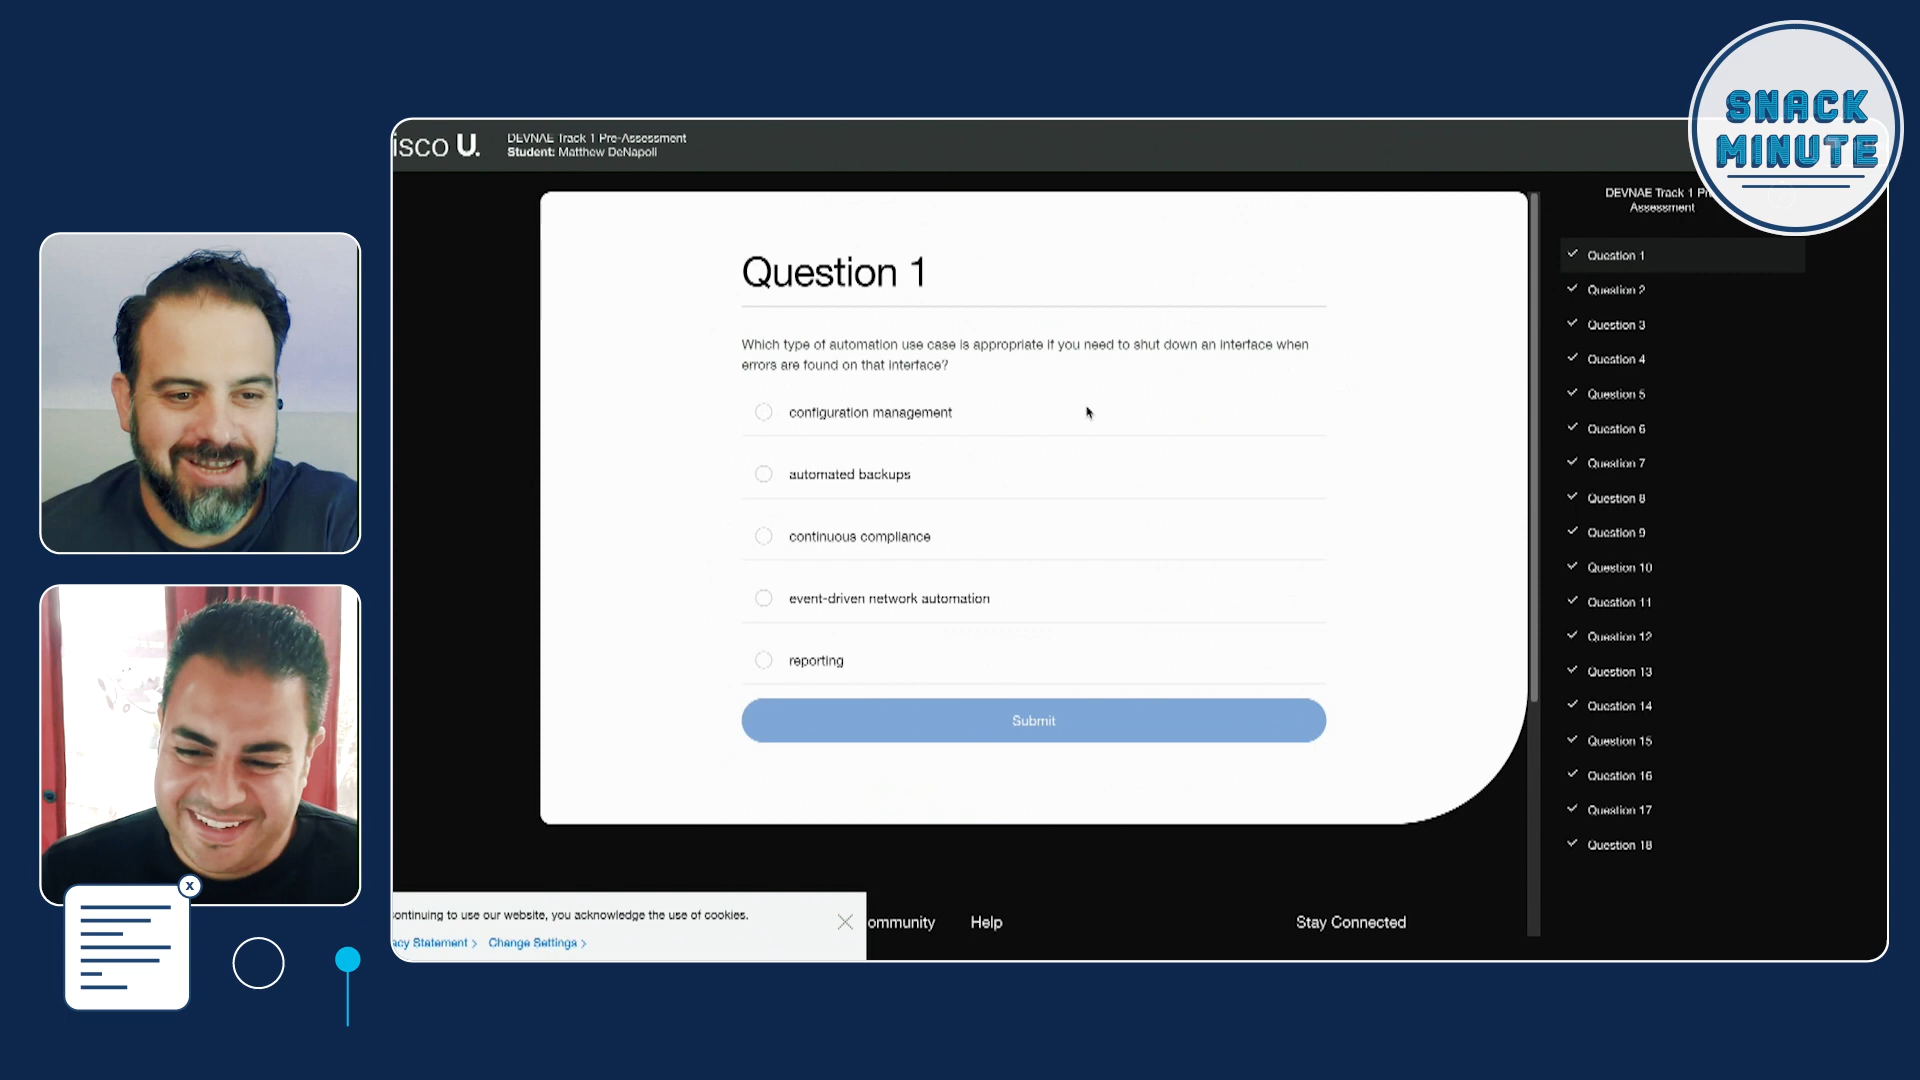 SNACK
MINUTE
isco U.
DEVNAE Track 1 Pre-Assessment
Student: Matthew DeNapoli
Question 1
Which type of automation use case is appropriate if you need to shut down an interface when
errors are found on that interface?
configuration management
automated backups
continuous compliance
event-driven network automation
reporting
Submit
DEVNAE Track 1 Pr
Assessment
Question 1
Question 2
Question 3
Question 4
Question 5
Question 6
Question 7
Question 8
Question 9
Question 10
Question 11
Question 12
Question 13
Question 14
Question 15
Question 16
Question 17
Question 18
ontinuing to use our website, you acknowledge the use of cookies.
acy Statement > Change Settings >
ommunity
Help
Stay Connected
x